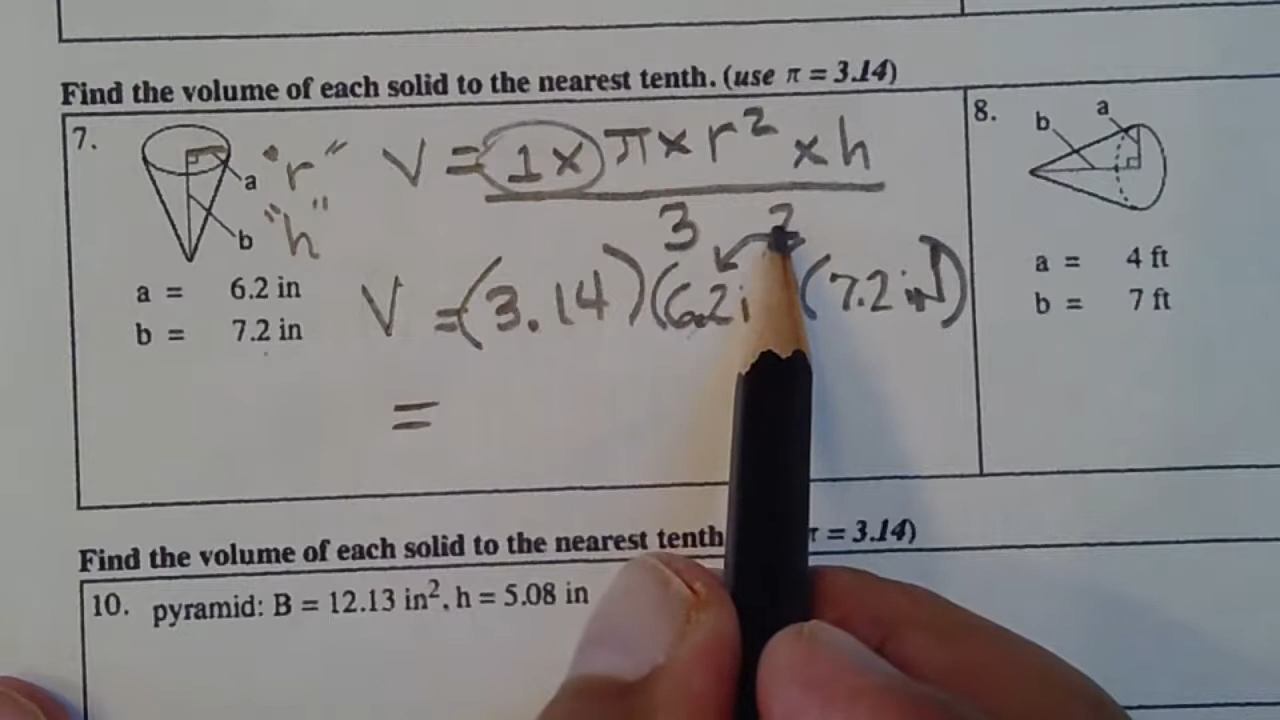 Find the volume of each solid to the nearest tenth. (use π = 3.14)
7.
a "r"
b "h"
a = 6.2 in
b = 7.2 in
V = 1 x π x r² x h
3
V = (3.14)(6.2i ² (7.2 in)
=
8.
b a
a = 4 ft
b = 7 ft
Find the volume of each solid to the nearest tenth π = 3.14)
10. pyramid: B = 12.13 in², h = 5.08 in